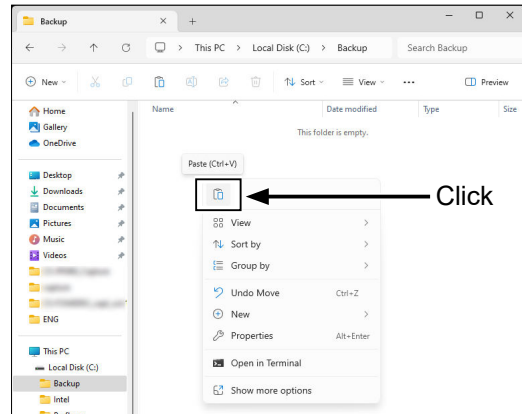 Backup
This PC > Local Disk (C:) > Backup
Search Backup
New
Sort
View
Preview
Name
Date modified
Type
Size
This folder is empty.
Home
Gallery
OneDrive
Desktop
Downloads
Documents
Pictures
Music
Videos
ENG
This PC
Local Disk (C:)
Backup
Intel
Paste (Ctrl+V)
Click
View
Sort by
Group by
Undo Move Ctrl+Z
New
Properties Alt+Enter
Open in Terminal
Show more options